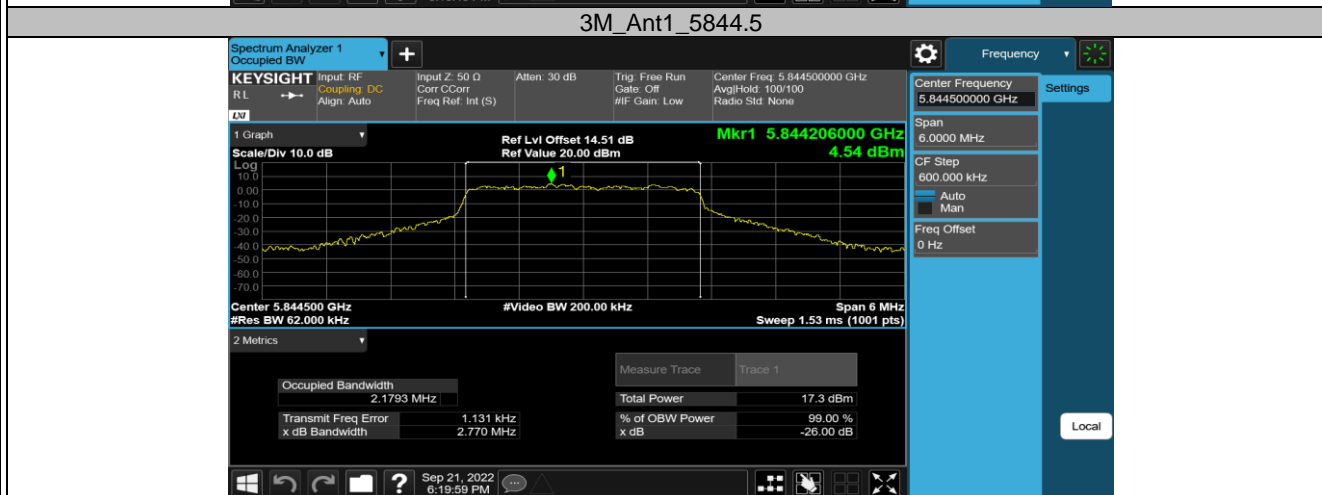 3M_Ant1_5844.5
Spectrum Analyzer 1
Occupied BW
Frequency
KEYSIGHT
RL
LXI
Input: RF
Coupling: DC
Align: Auto
Input Z: 50 Ω
Corr CCorr
Freq Ref: Int (S)
Atten: 30 dB
Trig: Free Run
Gate: Off
#IF Gain: Low
Center Freq: 5.844500000 GHz
Avg|Hold: 100/100
Radio Std: None
Center Frequency
5.844500000 GHz
Settings
Span
6.0000 MHz
CF Step
600.000 kHz
Auto
Man
Freq Offset
0 Hz
Local
1 Graph
Scale/Div 10.0 dB
Ref Lvl Offset 14.51 dB
Ref Value 20.00 dBm
Mkr1 5.844206000 GHz
4.54 dBm
Log
10.0
0.00
-10.0
-20.0
-30.0
-40.0
-50.0
-60.0
-70.0
1
Center 5.844500 GHz
#Video BW 200.00 kHz
Span 6 MHz
#Res BW 62.000 kHz
Sweep 1.53 ms (1001 pts)
2 Metrics
Measure Trace Trace 1
Occupied Bandwidth
2.1793 MHz
Total Power 17.3 dBm
Transmit Freq Error 1.131 kHz
% of OBW Power 99.00 %
x dB Bandwidth 2.770 MHz
x dB -26.00 dB
?
Sep 21, 2022
6:19:59 PM